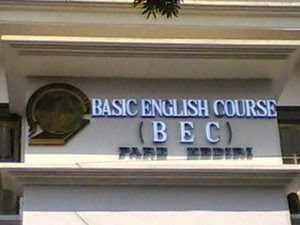 BASIC ENGLISH COURSE
( B E C )
PARE KEDIRI